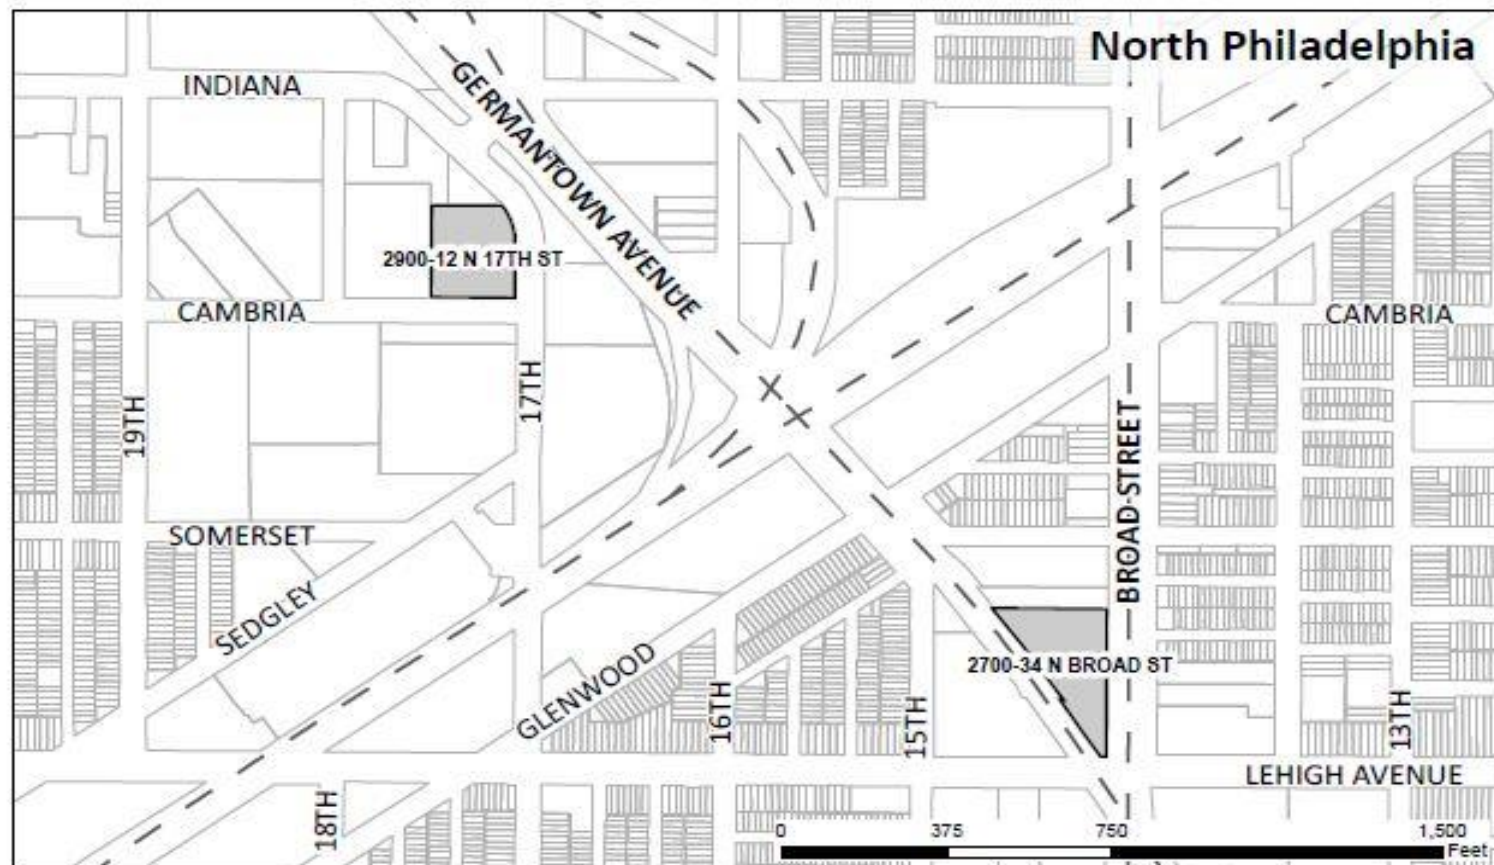 North Philadelphia
INDIANA
GERMANTOWN AVENUE
2900-12 N 17TH ST
CAMBRIA
CAMBRIA
19TH
17TH
BROAD STREET
SOMERSET
SEDGLEY
GLENWOOD
2700-34 N BROAD ST
16TH
15TH
13TH
LEHIGH AVENUE
18TH
0 375 750 1,500
Feet